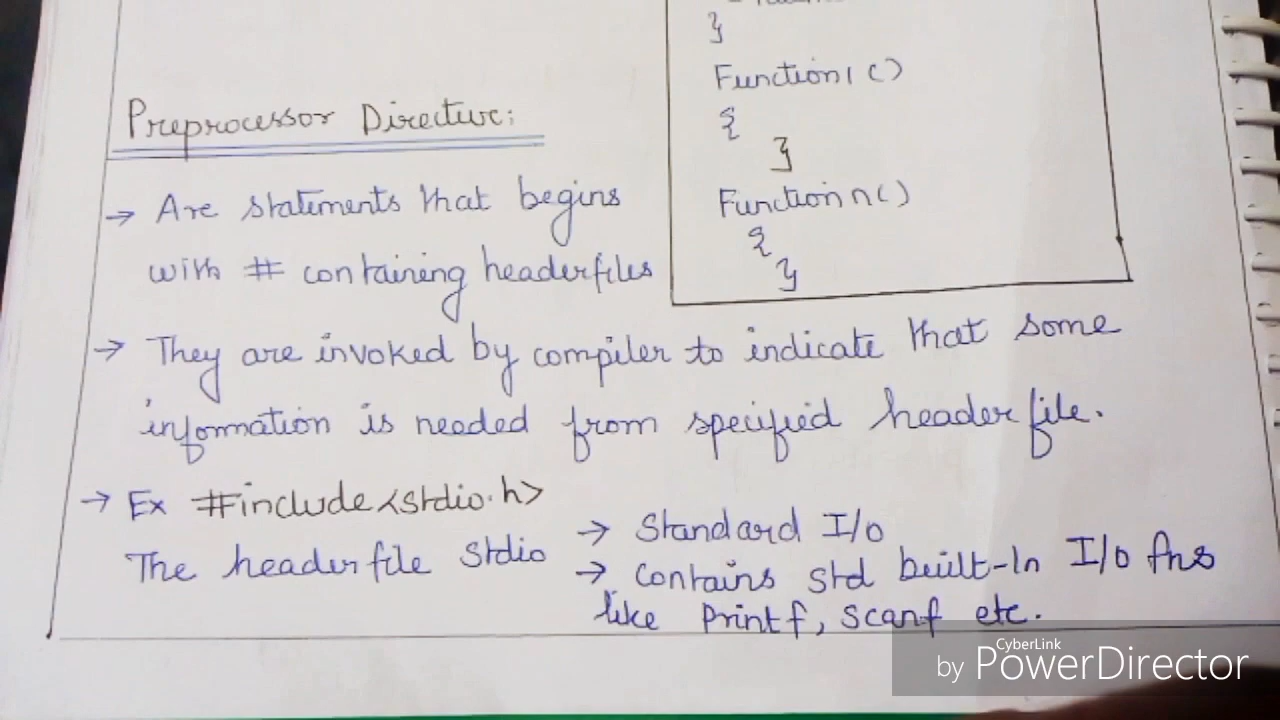 }
Function1 ()
{
}
Function n()
{
}
Preprocessor Directive:
→ Are statements that begins
with # containing headerfiles
→ They are invoked by compiler to indicate that some
information is needed from specified header file.
→ Ex #include<stdio.h>
The headerfile stdio → Standard I/o
→ contains std built-In I/o fns
like Printf, scanf etc.
CyberLink
by PowerDirector